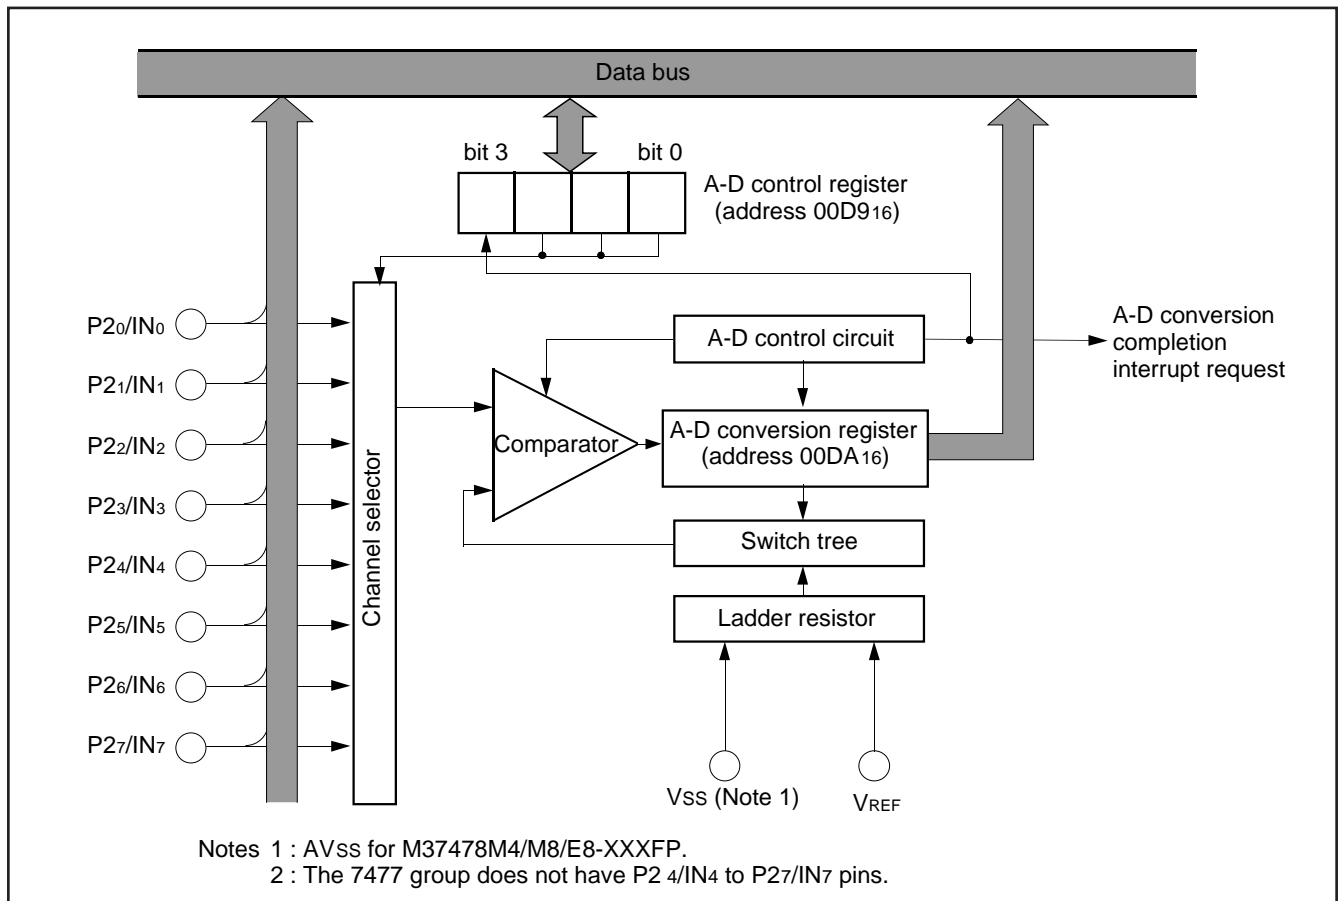 Data bus
bit 3
bit 0
A-D control register
(address 00D916)
P20/IN0
P21/IN1
P22/IN2
P23/IN3
P24/IN4
P25/IN5
P26/IN6
P27/IN7
Channel selector
Comparator
A-D control circuit
A-D conversion
completion
interrupt request
A-D conversion register
(address 00DA16)
Switch tree
Ladder resistor
VSS (Note 1)
VREF
Notes 1 : AVSS for M37478M4/M8/E8-XXXFP.
2 : The 7477 group does not have P2 4/IN4 to P27/IN7 pins.